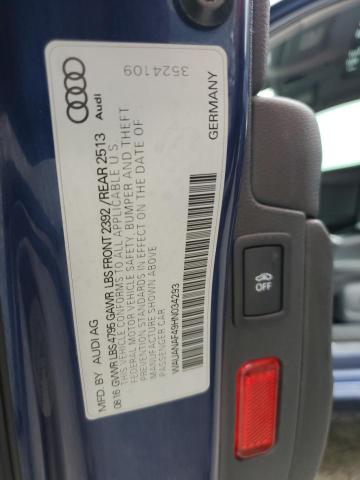 3524109
Audi
GERMANY
MFD. BY AUDI AG
08/16 GVWR LBS 4795 GAWR LBS FRONT 2392 / REAR 2513
THIS VEHICLE CONFORMS TO ALL APPLICABLE U S
FEDERAL MOTOR VEHICLE SAFETY, BUMPER AND THEFT
PREVENTION STANDARDS IN EFFECT ON THE DATE OF
MANUFACTURE SHOWN ABOVE.
PASSENGER CAR
WAUANAF49HN034293
OFF